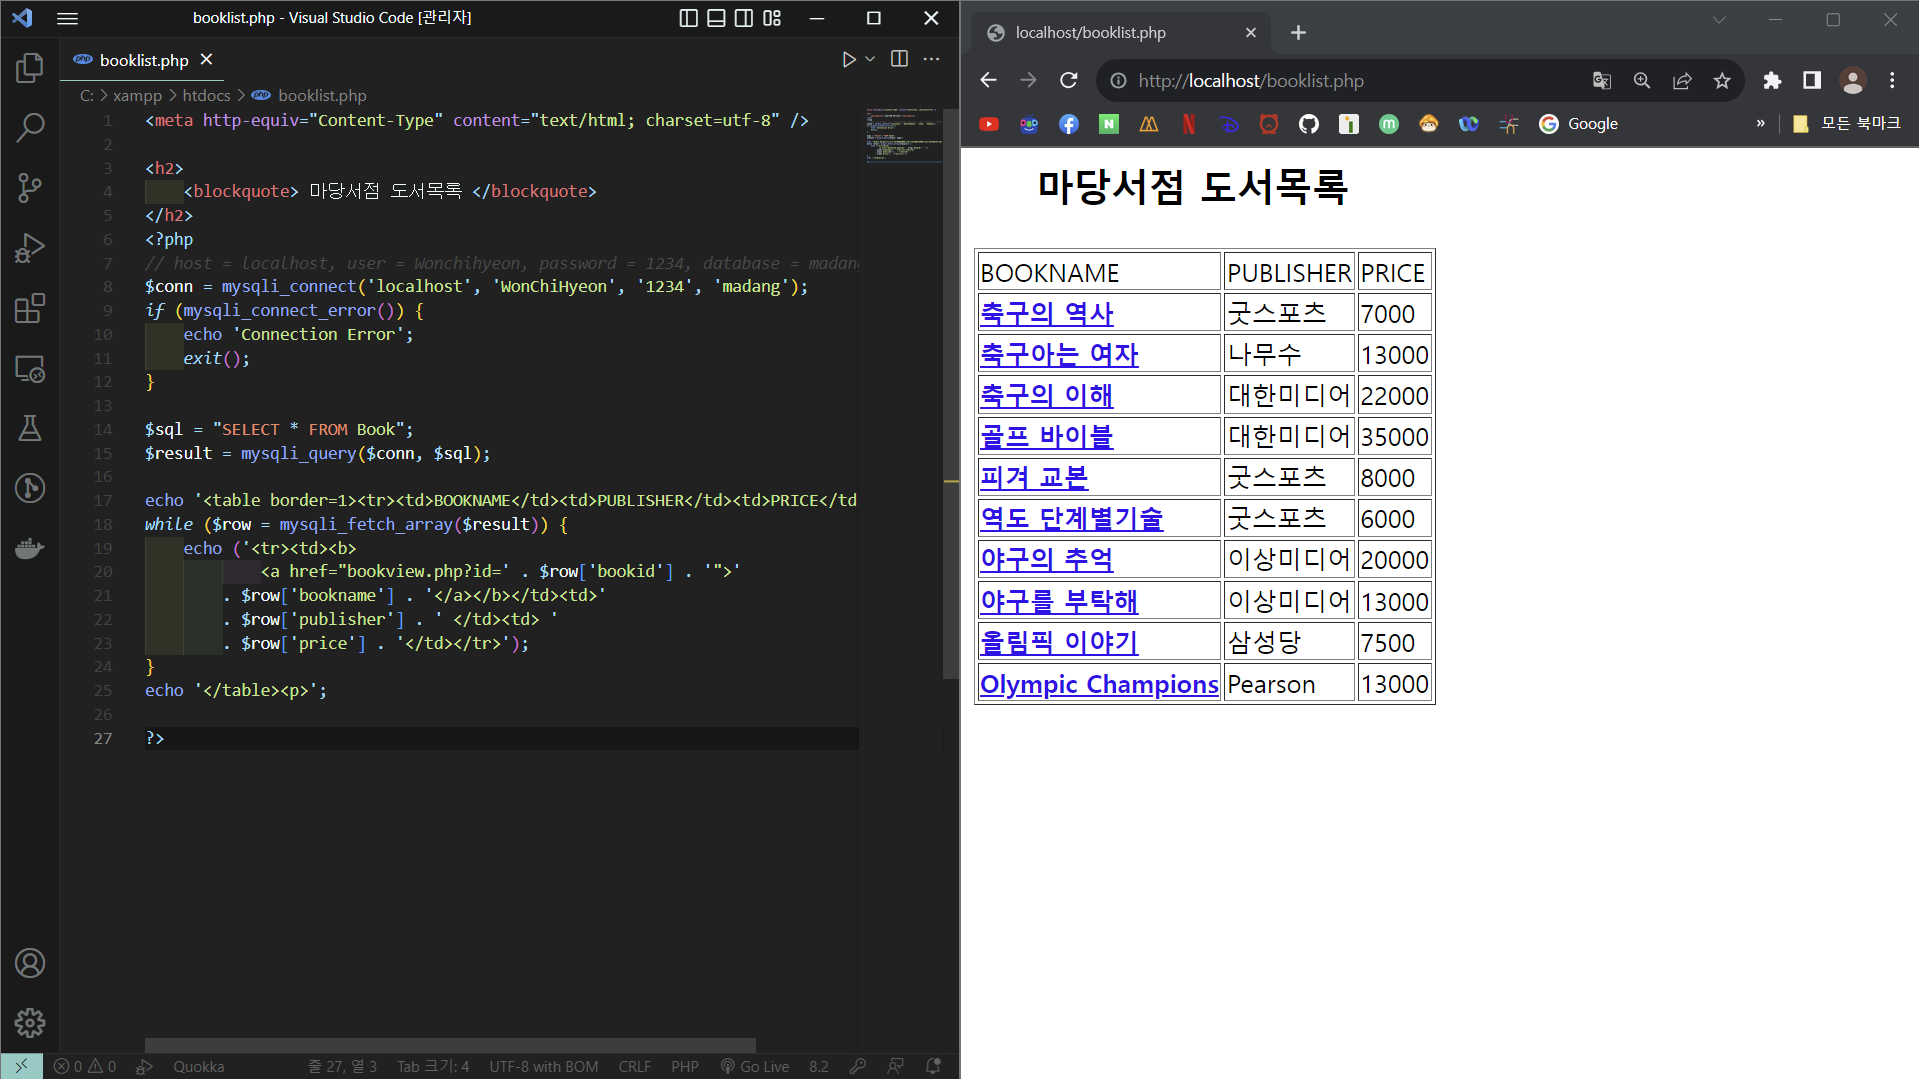 booklist.php - Visual Studio Code [관리자]
booklist.php
C: > xampp > htdocs > booklist.php
1 <meta http-equiv="Content-Type" content="text/html; charset=utf-8" />
2
3 <h2>
4 <blockquote> 마당서점 도서목록 </blockquote>
5 </h2>
6 <?php
7 // host = localhost, user = Wonchihyeon, password = 1234, database = madang
8 $conn = mysqli_connect('localhost', 'WonChiHyeon', '1234', 'madang');
9 if (mysqli_connect_error()) {
10 echo 'Connection Error';
11 exit();
12 }
13
14 $sql = "SELECT * FROM Book";
15 $result = mysqli_query($conn, $sql);
16
17 echo '<table border=1><tr><td>BOOKNAME</td><td>PUBLISHER</td><td>PRICE</td
18 while ($row = mysqli_fetch_array($result)) {
19 echo ('<tr><td><b>
20 <a href="bookview.php?id=' . $row['bookid'] . '">'
21 . $row['bookname'] . '</a></b></td><td>'
22 . $row['publisher'] . ' </td><td> '
23 . $row['price'] . '</td></tr>');
24 }
25 echo '</table><p>';
26
27 ?>
0 0 Quokka 줄 27, 열 3 Tab 크기: 4 UTF-8 with BOM CRLF PHP Go Live 8.2
localhost/booklist.php
http://localhost/booklist.php
Google » 모든 북마크
마당서점 도서목록
BOOKNAME PUBLISHER PRICE
축구의 역사 굿스포츠 7000
축구아는 여자 나무수 13000
축구의 이해 대한미디어 22000
골프 바이블 대한미디어 35000
피겨 교본 굿스포츠 8000
역도 단계별기술 굿스포츠 6000
야구의 추억 이상미디어 20000
야구를 부탁해 이상미디어 13000
올림픽 이야기 삼성당 7500
Olympic Champions Pearson 13000